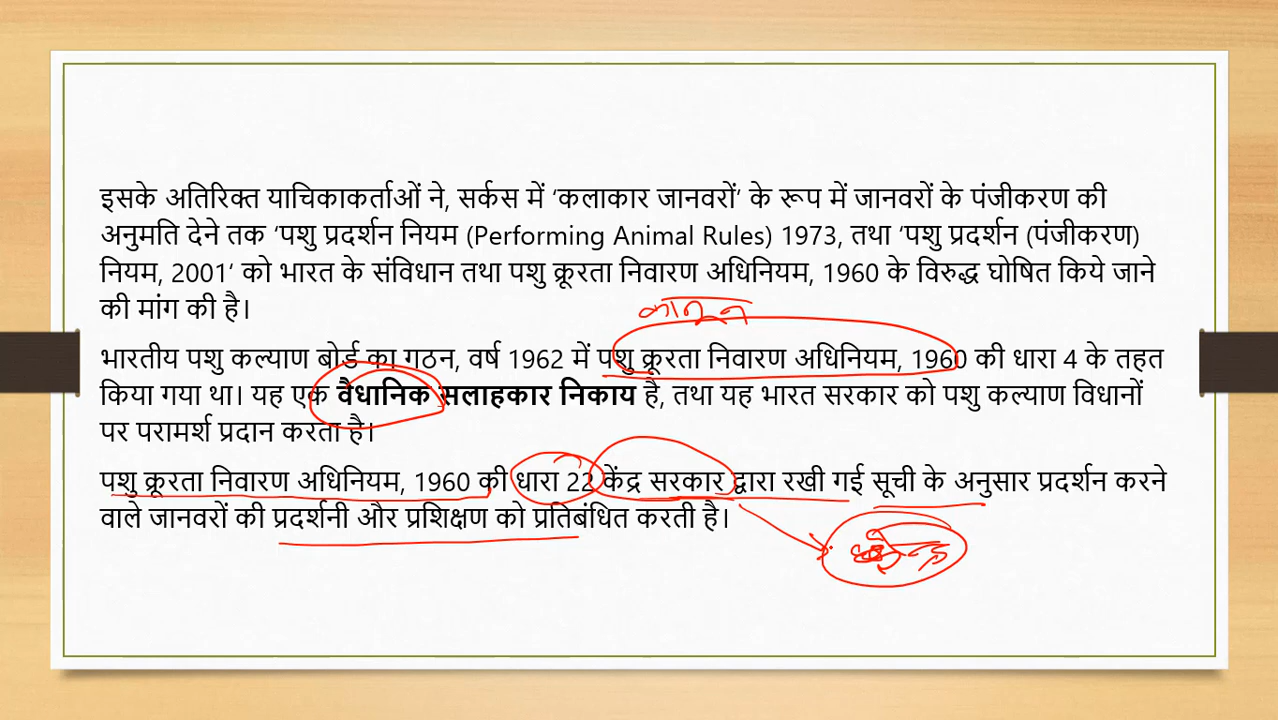 इसके अतिरिक्त याचिकाकर्ताओं ने, सर्कस में ‘कलाकार जानवरों’ के रूप में जानवरों के पंजीकरण की
अनुमति देने तक ‘पशु प्रदर्शन नियम (Performing Animal Rules) 1973, तथा ‘पशु प्रदर्शन (पंजीकरण)
नियम, 2001’ को भारत के संविधान तथा पशु क्रूरता निवारण अधिनियम, 1960 के विरुद्ध घोषित किये जाने
की मांग की है।
कानून
भारतीय पशु कल्याण बोर्ड का गठन, वर्ष 1962 में पशु क्रूरता निवारण अधिनियम, 1960 की धारा 4 के तहत
किया गया था। यह एक वैधानिक सलाहकार निकाय है, तथा यह भारत सरकार को पशु कल्याण विधानों
पर परामर्श प्रदान करता है।
पशु क्रूरता निवारण अधिनियम, 1960 की धारा 22 केंद्र सरकार द्वारा रखी गई सूची के अनुसार प्रदर्शन करने
वाले जानवरों की प्रदर्शनी और प्रशिक्षण को प्रतिबंधित करती है।